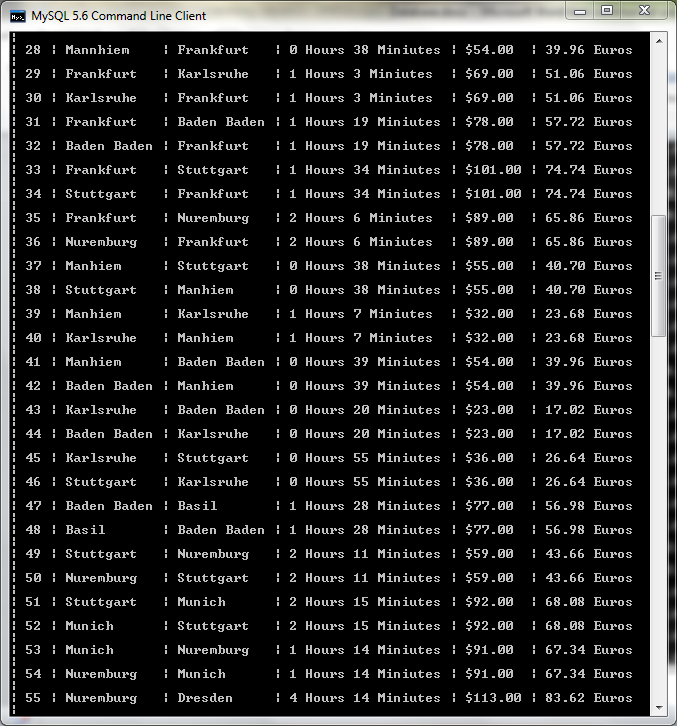 MySQL 5.6 Command Line Client
| 28 | Mannhiem | Frankfurt | 0 Hours 38 Miniutes | $54.00 | 39.96 Euros
| 29 | Frankfurt | Karlsruhe | 1 Hours 3 Miniutes | $69.00 | 51.06 Euros
| 30 | Karlsruhe | Frankfurt | 1 Hours 3 Miniutes | $69.00 | 51.06 Euros
| 31 | Frankfurt | Baden Baden | 1 Hours 19 Miniutes | $78.00 | 57.72 Euros
| 32 | Baden Baden | Frankfurt | 1 Hours 19 Miniutes | $78.00 | 57.72 Euros
| 33 | Frankfurt | Stuttgart | 1 Hours 34 Miniutes | $101.00 | 74.74 Euros
| 34 | Stuttgart | Frankfurt | 1 Hours 34 Miniutes | $101.00 | 74.74 Euros
| 35 | Frankfurt | Nuremburg | 2 Hours 6 Miniutes | $89.00 | 65.86 Euros
| 36 | Nuremburg | Frankfurt | 2 Hours 6 Miniutes | $89.00 | 65.86 Euros
| 37 | Manhiem | Stuttgart | 0 Hours 38 Miniutes | $55.00 | 40.70 Euros
| 38 | Stuttgart | Manhiem | 0 Hours 38 Miniutes | $55.00 | 40.70 Euros
| 39 | Manhiem | Karlsruhe | 1 Hours 7 Miniutes | $32.00 | 23.68 Euros
| 40 | Karlsruhe | Manhiem | 1 Hours 7 Miniutes | $32.00 | 23.68 Euros
| 41 | Manhiem | Baden Baden | 0 Hours 39 Miniutes | $54.00 | 39.96 Euros
| 42 | Baden Baden | Manhiem | 0 Hours 39 Miniutes | $54.00 | 39.96 Euros
| 43 | Karlsruhe | Baden Baden | 0 Hours 20 Miniutes | $23.00 | 17.02 Euros
| 44 | Baden Baden | Karlsruhe | 0 Hours 20 Miniutes | $23.00 | 17.02 Euros
| 45 | Karlsruhe | Stuttgart | 0 Hours 55 Miniutes | $36.00 | 26.64 Euros
| 46 | Stuttgart | Karlsruhe | 0 Hours 55 Miniutes | $36.00 | 26.64 Euros
| 47 | Baden Baden | Basil | 1 Hours 28 Miniutes | $77.00 | 56.98 Euros
| 48 | Basil | Baden Baden | 1 Hours 28 Miniutes | $77.00 | 56.98 Euros
| 49 | Stuttgart | Nuremburg | 2 Hours 11 Miniutes | $59.00 | 43.66 Euros
| 50 | Nuremburg | Stuttgart | 2 Hours 11 Miniutes | $59.00 | 43.66 Euros
| 51 | Stuttgart | Munich | 2 Hours 15 Miniutes | $92.00 | 68.08 Euros
| 52 | Munich | Stuttgart | 2 Hours 15 Miniutes | $92.00 | 68.08 Euros
| 53 | Munich | Nuremburg | 1 Hours 14 Miniutes | $91.00 | 67.34 Euros
| 54 | Nuremburg | Munich | 1 Hours 14 Miniutes | $91.00 | 67.34 Euros
| 55 | Nuremburg | Dresden | 4 Hours 14 Miniutes | $113.00 | 83.62 Euros